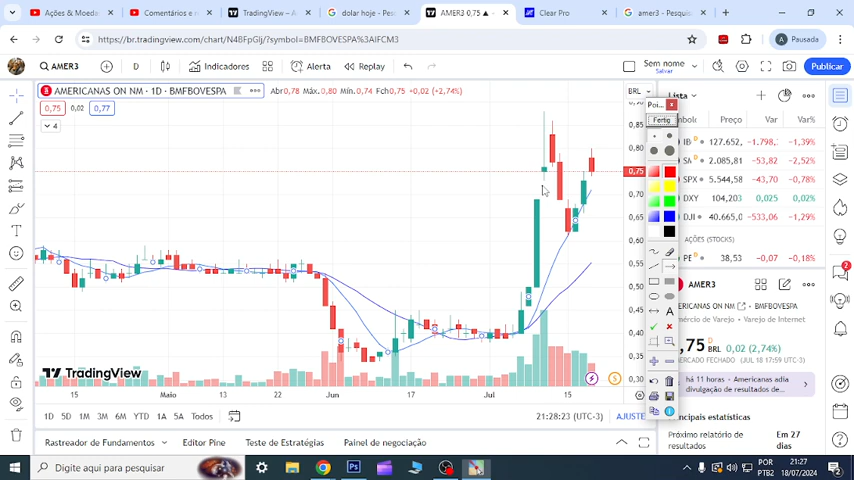 Ações & Moed
Comentários e no
TradingView – A
dolar hoje - Pes
AMER3 0,75 ▲
Clear Pro
amer3 - Pesquis
https://br.tradingview.com/chart/N4BFpGIj/?symbol=BMFBOVESPA%3AIFCM3
A Pausada
AMER3
D
Indicadores
Alerta
Replay
Sem nome
Salvar
Publicar
AMERICANAS ON NM · 1D · BMFBOVESPA
Abr0,78 Máx.0,80 Mín.0,74 Fch0,75 -0,02 (+2,74%)
BRL
Lista
0,75 0,02 0,77
4
Fertig
Preço Var Var%
IB D 127.652, -1.798, -1,39%
SM D 2.085,81 -53,82 -2,52%
SPX D 5.544,58 -43,70 -0,78%
DXY 104,203 0,025 0,02%
DJI D 40.665,0 -533,06 -1,29%
AÇÕES (STOCKS)
PE D 38,53 -0,07 -0,18%
0,85
0,80
0,75
0,70
0,65
0,60
0,55
0,50
0,45
0,40
0,35
0,30
A
AMER3
AMERICANAS ON NM BMFBOVESPA
Comércio de Varejo • Varejo de Internet
,75 BRL 0,02 (2,74%)
MERCADO FECHADO (JUL 18 17:59 UTC-3)
há 11 horas - Americanas adia
divulgação de resultados...
Principais estatísticas
Próximo relatório de
resultados
Em 27
dias
TradingView
15 Maio 13 22 Jun 17 Jul 15
1D 5D 1M 3M 6M YTD 1A 5A Todos
21:28:23 (UTC-3)
AJUSTE
Rastreador de Fundamentos
Editor Pine
Teste de Estratégias
Painel de negociação
Digite aqui para pesquisar
POR
PTB2
21:27
18/07/2024